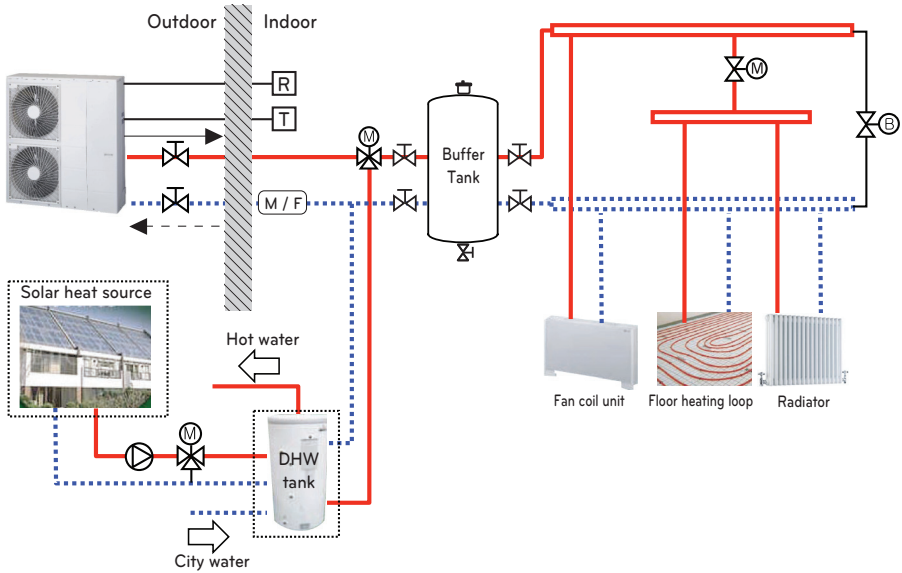 Outdoor
Indoor
R
T
M
Buffer
Tank
M
B
M / F
Solar heat source
Hot water
M
D.HW
tank
City water
Fan coil unit
Floor heating loop
Radiator